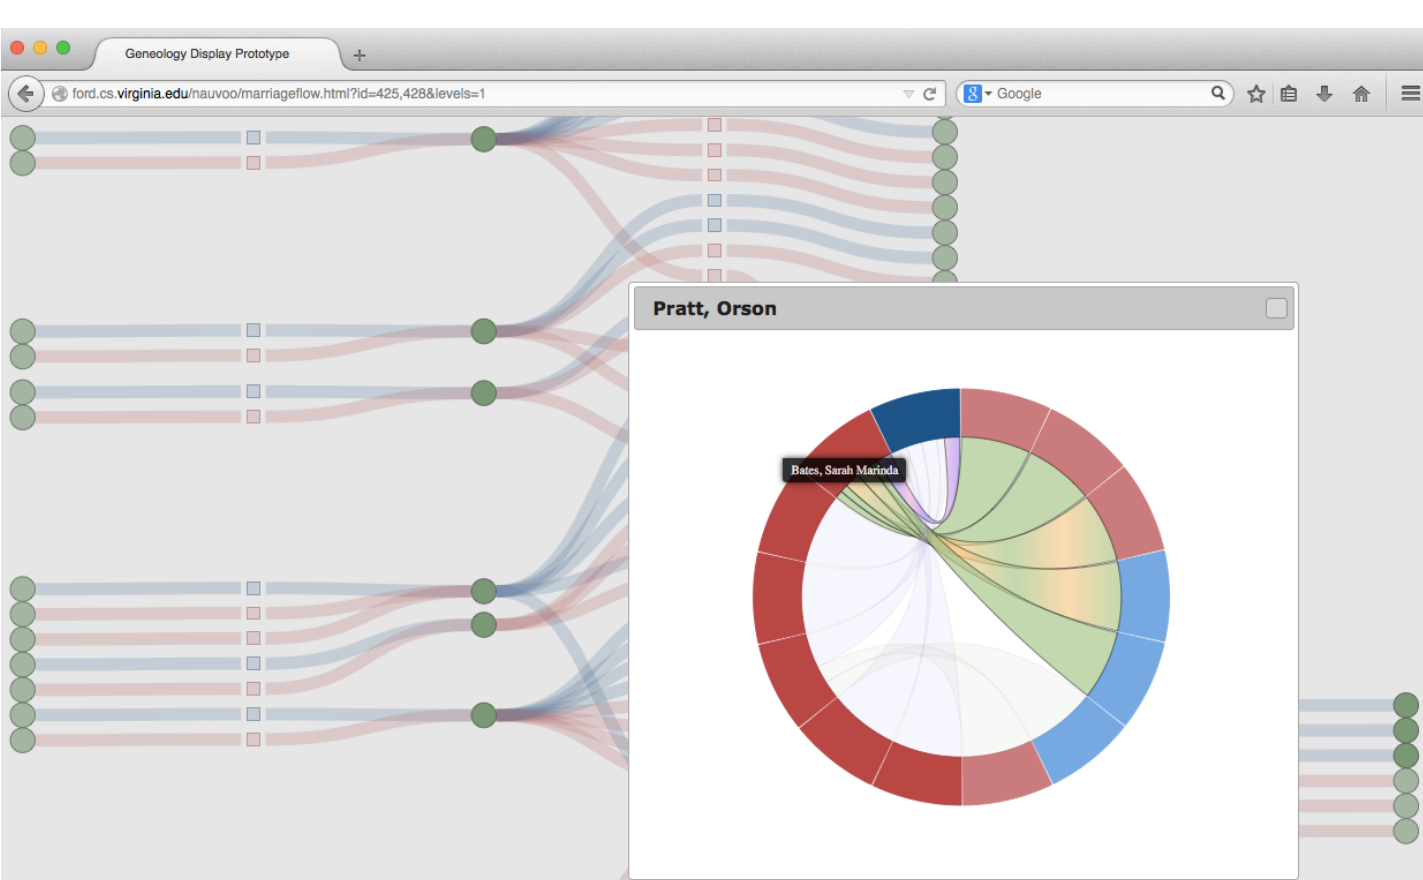 Geneology Display Prototype
ford.cs.virginia.edu/nauvoo/marriageflow.html?id=425,428&levels=1
Google
Pratt, Orson
Bates, Sarah Marinda